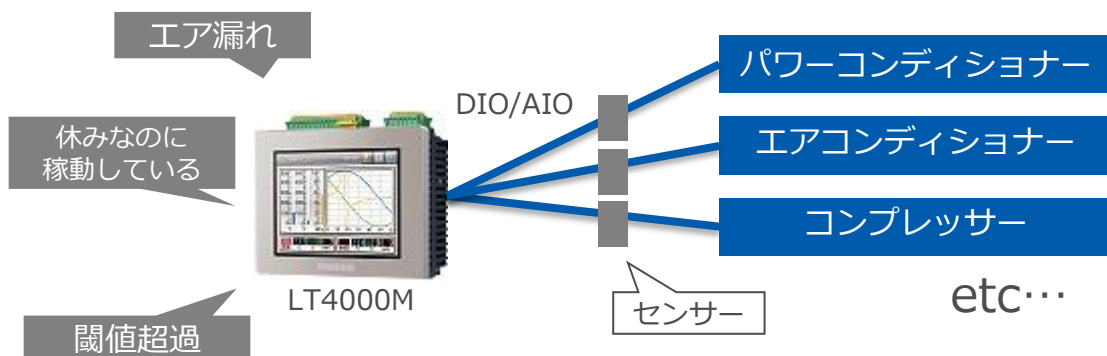 エア漏れ
パワーコンディショナー
DIO/AIO
休みなのに
稼動している
エアコンディショナー
コンプレッサー
LT4000M
センサー
etc…
閾値超過